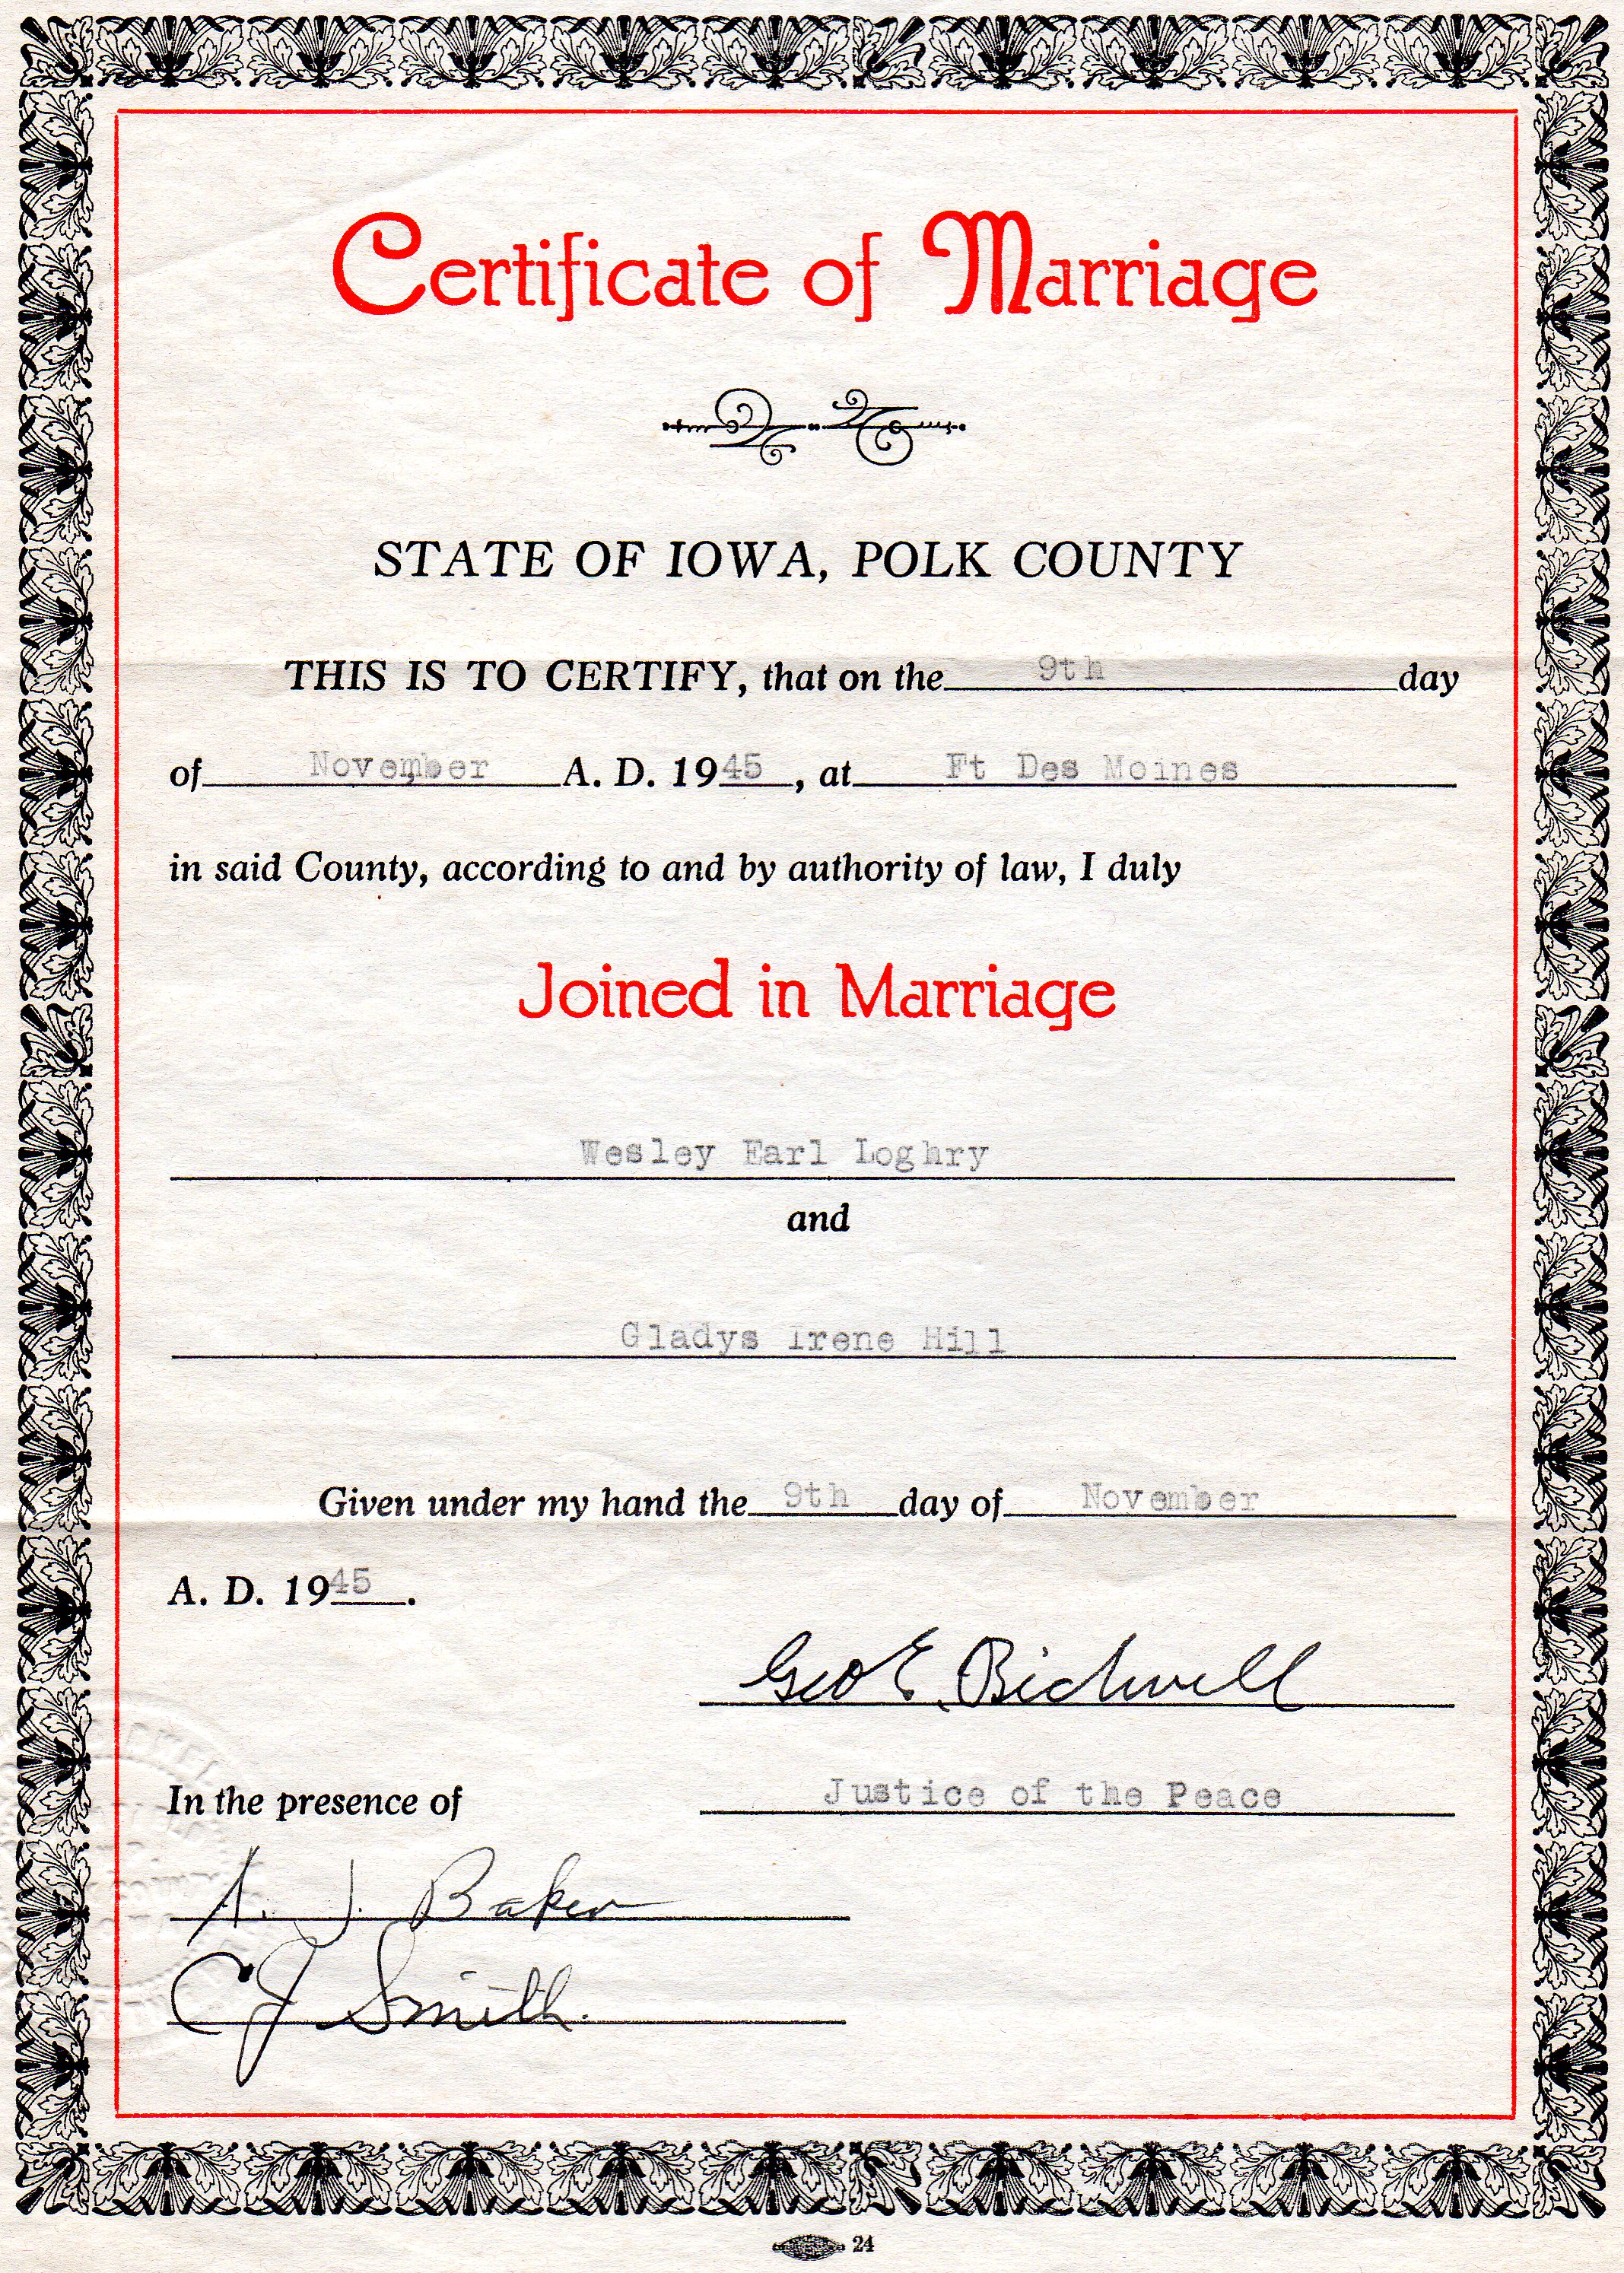 Certificate of Marriage
STATE OF IOWA, POLK COUNTY
THIS IS TO CERTIFY, that on the 9th day
of November A. D. 1945, at Ft Des Moines
in said County, according to and by authority of law, I duly
Joined in Marriage
Wesley Earl Loghry
and
Gladys Irene Hill
Given under my hand the 9th day of November
A. D. 1945.
Geo E. Bidwell
In the presence of
Justice of the Peace
A. J. Baker
C J Smith.
24